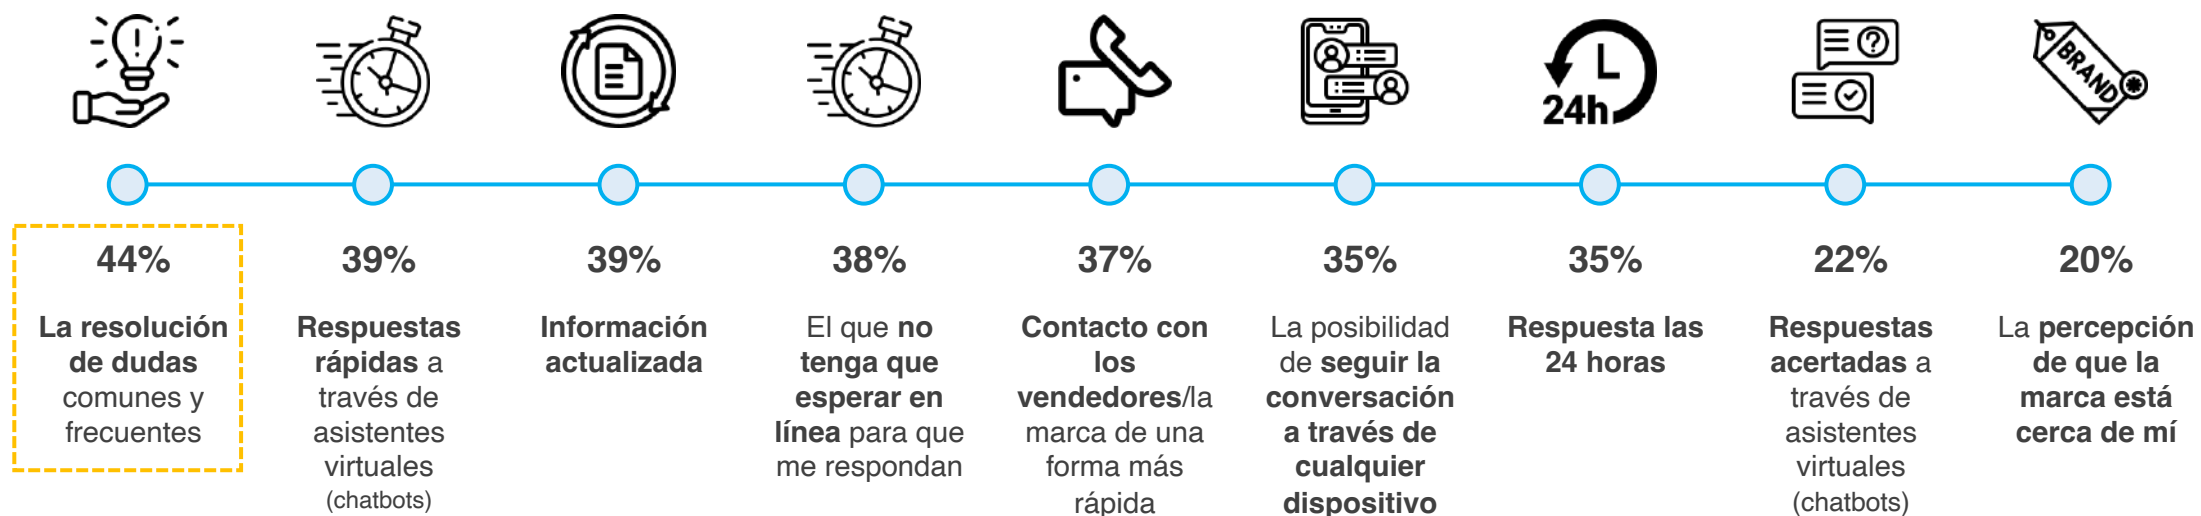 24h
BRAND
44%
La resolución
de dudas
comunes y
frecuentes
39%
Respuestas
rápidas a
través de
asistentes
virtuales
(chatbots)
39%
Información
actualizada
38%
El que no
tenga que
esperar en
línea para que
me respondan
37%
Contacto con
los
vendedores/la
marca de una
forma más
rápida
35%
La posibilidad
de seguir la
conversación
a través de
cualquier
dispositivo
35%
Respuesta las
24 horas
22%
Respuestas
acertadas a
través de
asistentes
virtuales
(chatbots)
20%
La percepción
de que la
marca está
cerca de mí